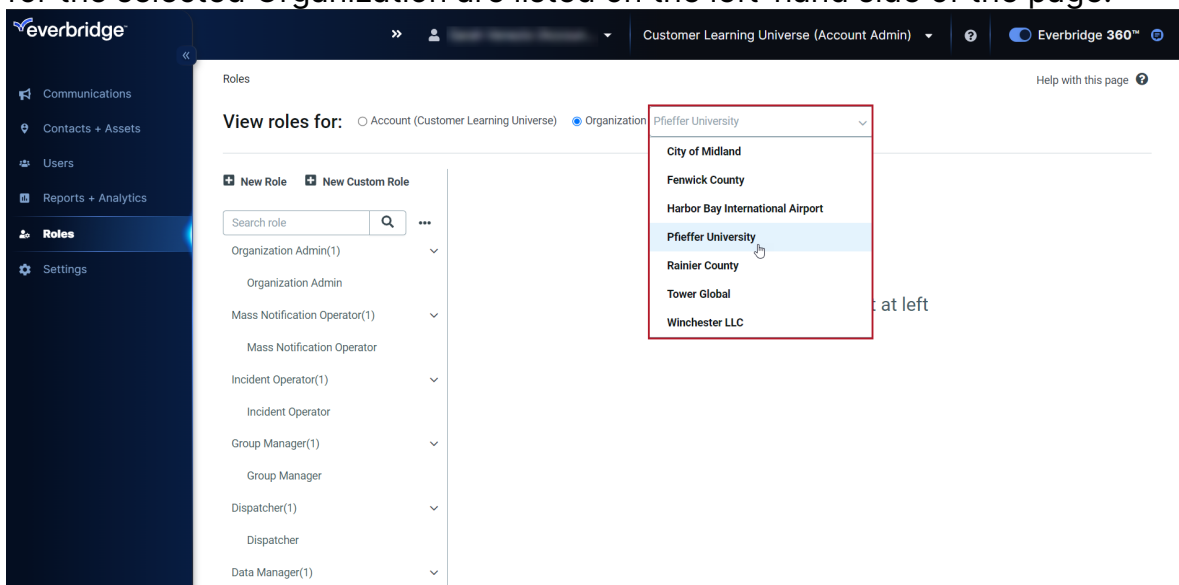 for the selected Organization are listed on the left-hand side of the page.
everbridge™
»
Customer Learning Universe (Account Admin)
Everbridge 360™
«
Communications
Contacts + Assets
Users
Reports + Analytics
Roles
Settings
Roles
Help with this page
View roles for: Account (Customer Learning Universe) Organization Pfieffer University
City of Midland
Fenwick County
Harbor Bay International Airport
Pfieffer University
Rainier County
Tower Global
Winchester LLC
New Role New Custom Role
Search role
Organization Admin(1)
Organization Admin
Mass Notification Operator(1)
Mass Notification Operator
Incident Operator(1)
Incident Operator
Group Manager(1)
Group Manager
Dispatcher(1)
Dispatcher
Data Manager(1)
at left